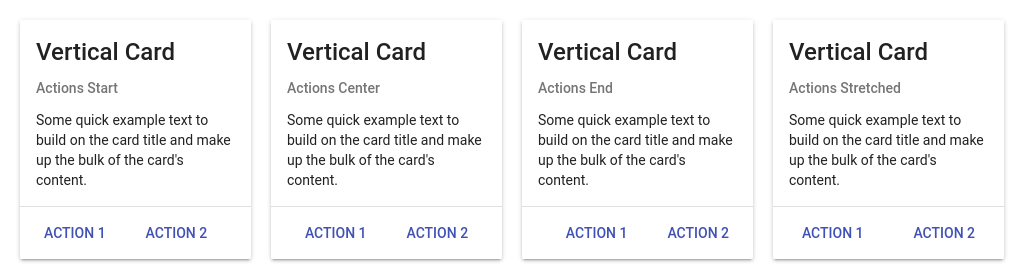 Vertical Card
Actions Start
Some quick example text to
build on the card title and make
up the bulk of the card's
content.
ACTION 1 ACTION 2
Vertical Card
Actions Center
Some quick example text to
build on the card title and make
up the bulk of the card's
content.
ACTION 1 ACTION 2
Vertical Card
Actions End
Some quick example text to
build on the card title and make
up the bulk of the card's
content.
ACTION 1 ACTION 2
Vertical Card
Actions Stretched
Some quick example text to
build on the card title and make
up the bulk of the card's
content.
ACTION 1 ACTION 2